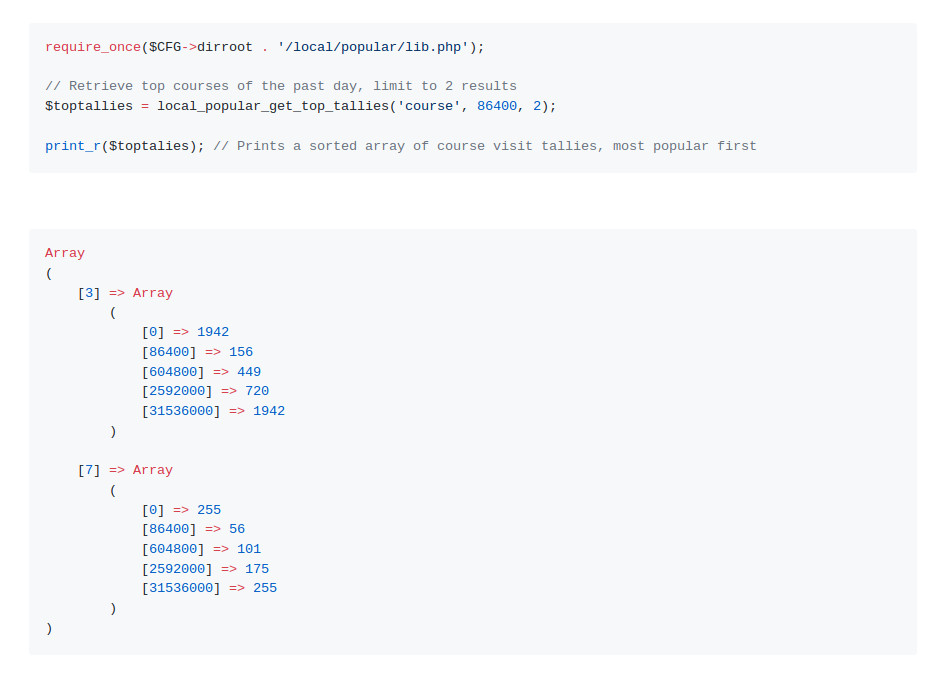 require_once($CFG->dirroot . '/local/popular/lib.php');
// Retrieve top courses of the past day, limit to 2 results
$toptallies = local_popular_get_top_tallies('course', 86400, 2);
print_r($toptalies); // Prints a sorted array of course visit tallies, most popular first
Array
(
    [3] => Array
        (
            [0] => 1942
            [86400] => 156
            [604800] => 449
            [2592000] => 720
            [31536000] => 1942
        )
    [7] => Array
        (
            [0] => 255
            [86400] => 56
            [604800] => 101
            [2592000] => 175
            [31536000] => 255
        )
)